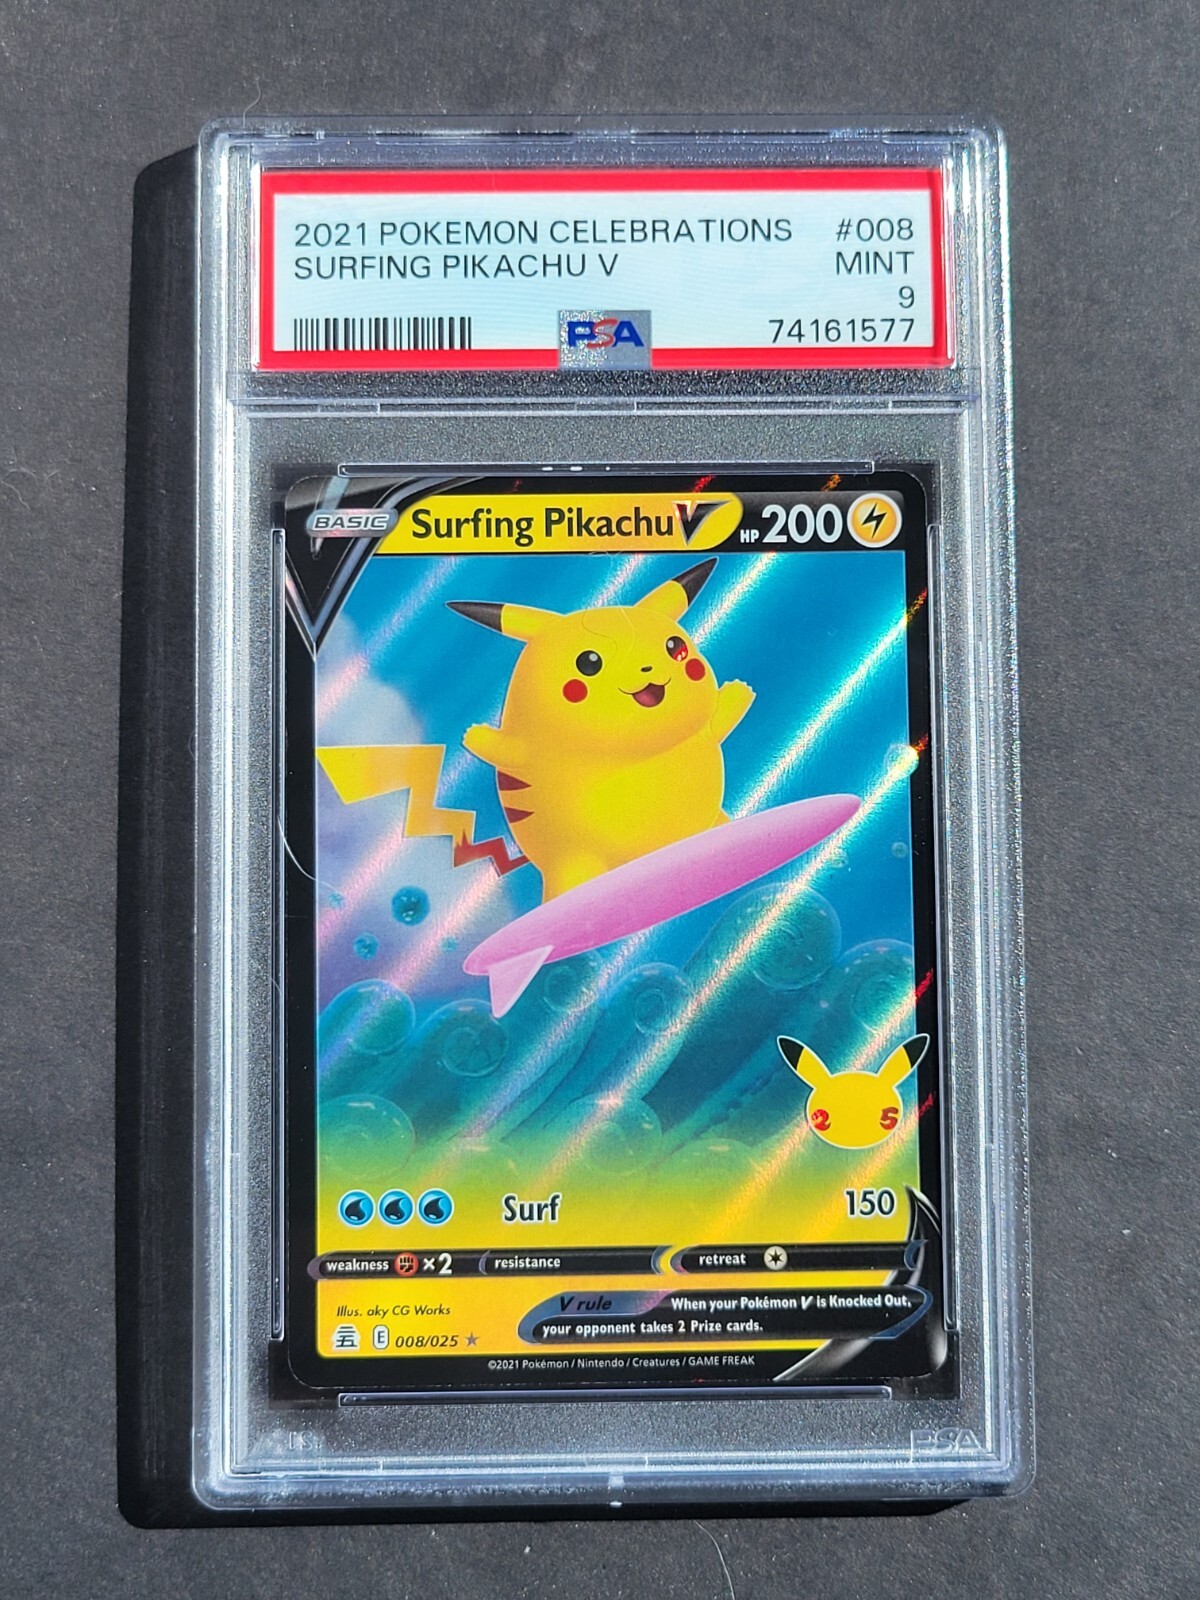 2021 POKEMON CELEBRATIONS #008
SURFING PIKACHU V MINT
9
PSA 74161577
BASIC Surfing Pikachu V HP 200
2 5
Surf 150
weakness ×2 resistance retreat
Illus. aky CG Works
V rule When your Pokémon V is Knocked Out,
your opponent takes 2 Prize cards.
E 008/025
©2021 Pokémon / Nintendo / Creatures / GAME FREAK
PSA